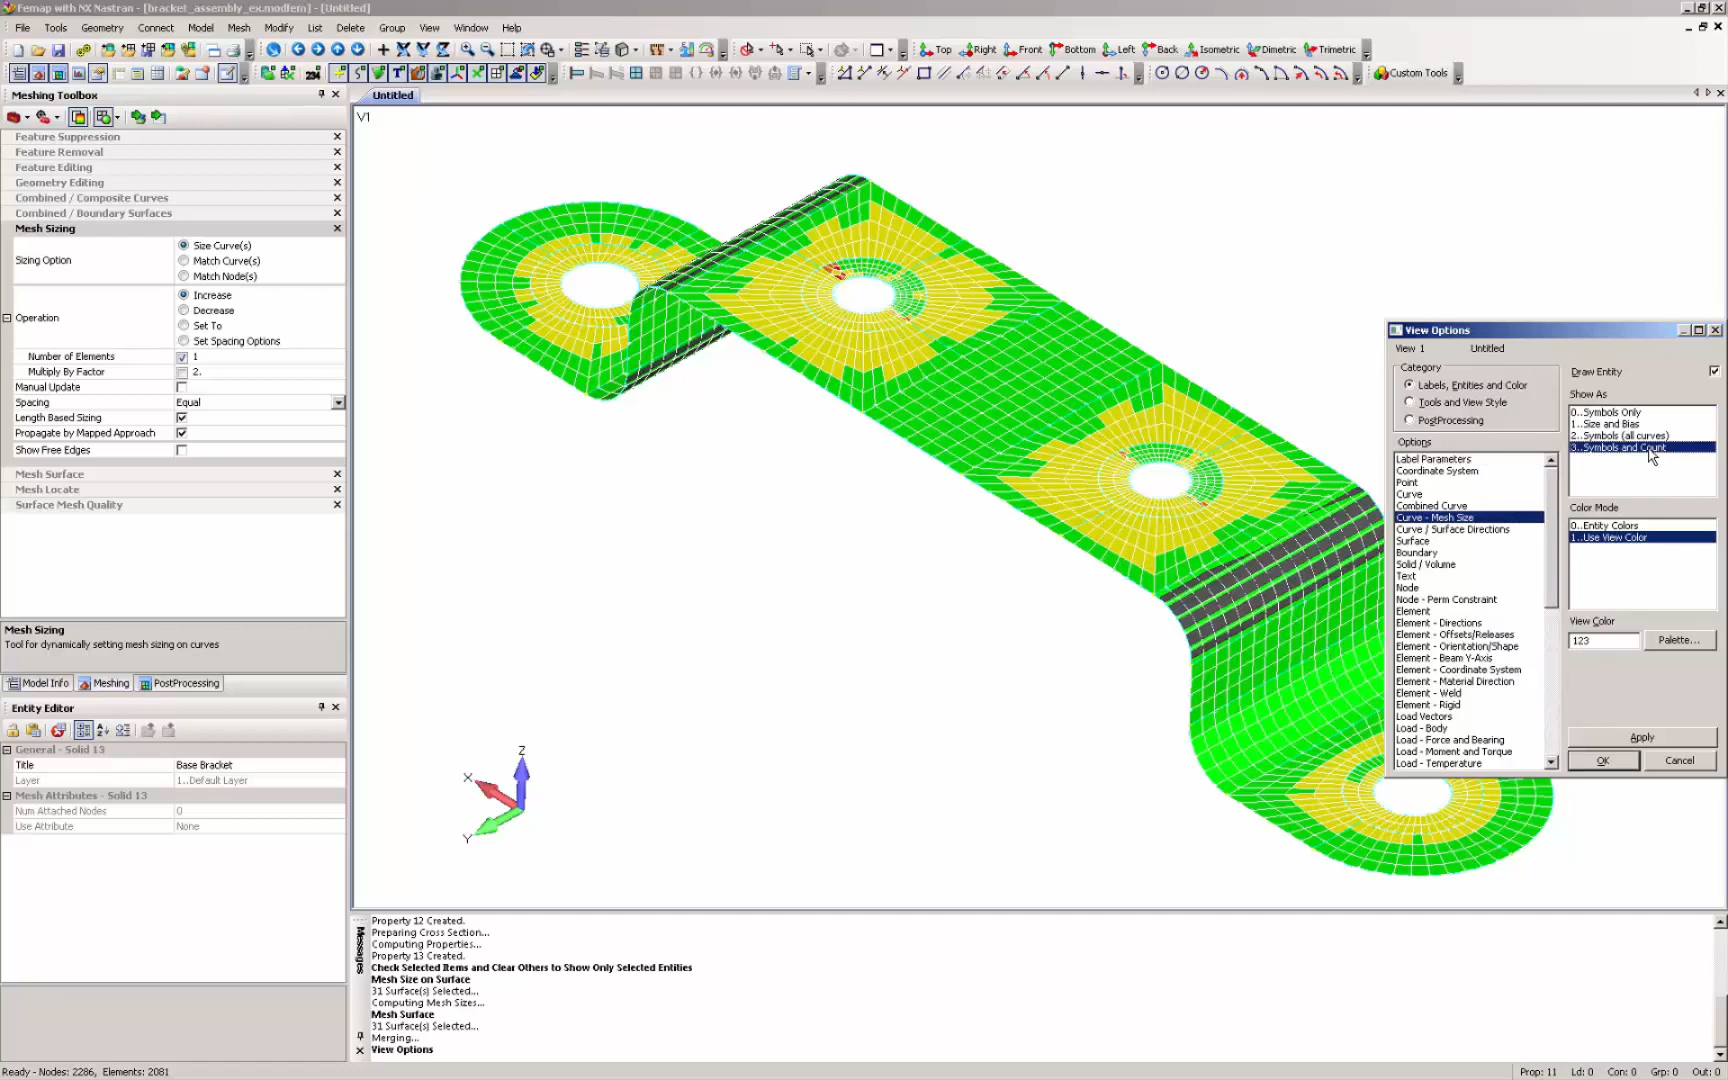 Femap with NX Nastran - [bracket_assembly_ex.modfem] - [Untitled]
File Tools Geometry Connect Model Mesh Modify List Delete Group View Window Help
Top Right Front Bottom Left Back Isometric Dimetric Trimetric
234 T Custom Tools
Meshing Toolbox
Untitled
V1
Feature Suppression
Feature Removal
Feature Editing
Geometry Editing
Combined / Composite Curves
Combined / Boundary Surfaces
Mesh Sizing
Sizing Option
Size Curve(s)
Match Curve(s)
Match Node(s)
Operation
Increase
Decrease
Set To
Set Spacing Options
Number of Elements 1
Multiply By Factor 2.
Manual Update
Spacing Equal
Length Based Sizing
Propagate by Mapped Approach
Show Free Edges
Mesh Surface
Mesh Locate
Surface Mesh Quality
Mesh Sizing
Tool for dynamically setting mesh sizing on curves
Model Info Meshing PostProcessing
Entity Editor
General - Solid 13
Title Base Bracket
Layer 1..Default Layer
Mesh Attributes - Solid 13
Num Attached Nodes 0
Use Attribute None
Z
X
Y
View Options
View 1 Untitled
Category
Labels, Entities and Color
Tools and View Style
PostProcessing
Options
Label Parameters
Coordinate System
Point
Curve
Combined Curve
Curve - Mesh Size
Curve / Surface Directions
Surface
Boundary
Solid / Volume
Text
Node
Node - Perm Constraint
Element
Element - Directions
Element - Offsets/Releases
Element - Orientation/Shape
Element - Beam Y-Axis
Element - Coordinate System
Element - Material Direction
Element - Weld
Element - Rigid
Load Vectors
Load - Body
Load - Force and Bearing
Load - Moment and Torque
Load - Temperature
Draw Entity
Show As
0..Symbols Only
1..Size and Bias
2..Symbols (all curves)
3..Symbols and Count
Color Mode
0..Entity Colors
1..Use View Color
View Color
123 Palette...
Apply
OK Cancel
Messages
Property 12 Created.
Preparing Cross Section...
Computing Properties...
Property 13 Created.
Check Selected Items and Clear Others to Show Only Selected Entities
Mesh Size on Surface
31 Surface(s) Selected...
Computing Mesh Sizes...
Mesh Surface
31 Surface(s) Selected...
Merging...
View Options
Ready - Nodes: 2286, Elements: 2081
Prop: 11 Ld: 0 Con: 0 Grp: 0 Out: 0